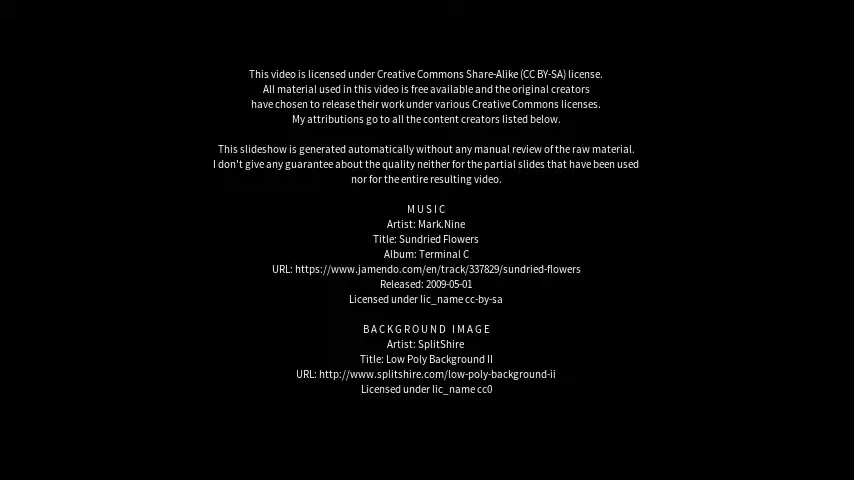 This video is licensed under Creative Commons Share-Alike (CC BY-SA) license.
All material used in this video is free available and the original creators
have chosen to release their work under various Creative Commons licenses.
My attributions go to all the content creators listed below.
This slideshow is generated automatically without any manual review of the raw material.
I don't give any guarantee about the quality neither for the partial slides that have been used
nor for the entire resulting video.
MUSIC
Artist: Mark.Nine
Title: Sundried Flowers
Album: Terminal C
URL: https://www.jamendo.com/en/track/337829/sundried-flowers
Released: 2009-05-01
Licensed under lic_name cc-by-sa
BACKGROUND IMAGE
Artist: SplitShire
Title: Low Poly Background II
URL: http://www.splitshire.com/low-poly-background-ii
Licensed under lic_name cc0